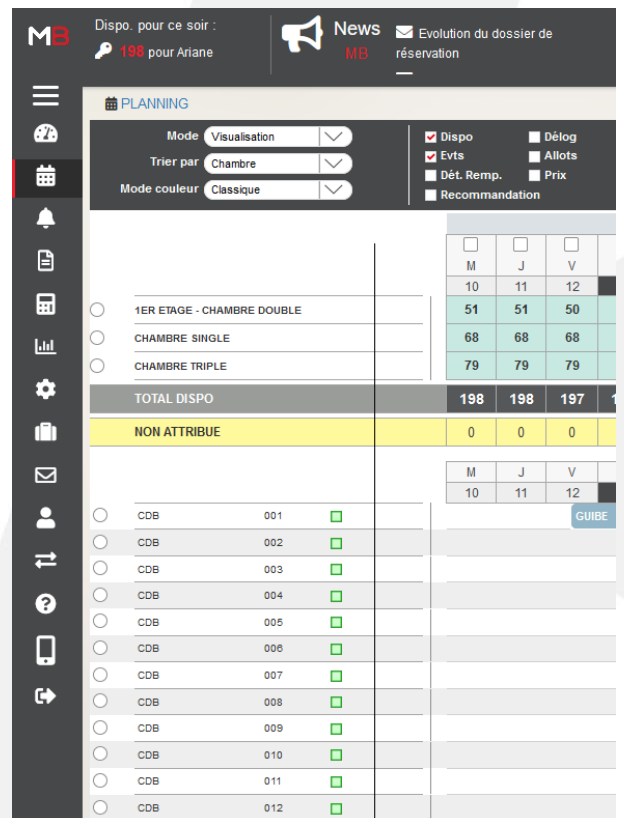 MB
Dispo. pour ce soir :
198 pour Ariane
News
MB
Evolution du dossier de
réservation
PLANNING
Mode Visualisation
Trier par Chambre
Mode couleur Classique
Dispo Délog
Evts Allots
Dét. Remp. Prix
Recommandation
M J V
10 11 12
1ER ETAGE - CHAMBRE DOUBLE 51 51 50
CHAMBRE SINGLE 68 68 68
CHAMBRE TRIPLE 79 79 79
TOTAL DISPO 198 198 197 1
NON ATTRIBUE 0 0 0
M J V
10 11 12
CDB 001 GUIBE
CDB 002
CDB 003
CDB 004
CDB 005
CDB 006
CDB 007
CDB 008
CDB 009
CDB 010
CDB 011
CDB 012